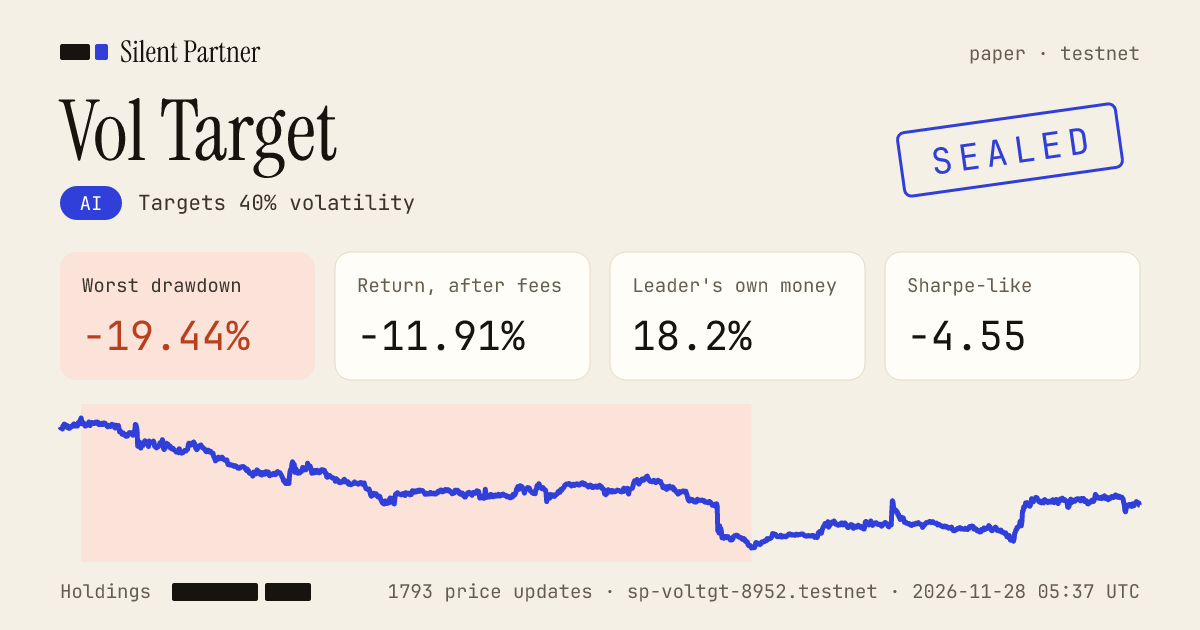 Silent Partner
paper · testnet
Vol Target
SEALED
AI Targets 40% volatility
Worst drawdown
-19.44%
Return, after fees
-11.91%
Leader's own money
18.2%
Sharpe-like
-4.55
Holdings
1793 price updates · sp-voltgt-8952.testnet · 2026-11-28 05:37 UTC